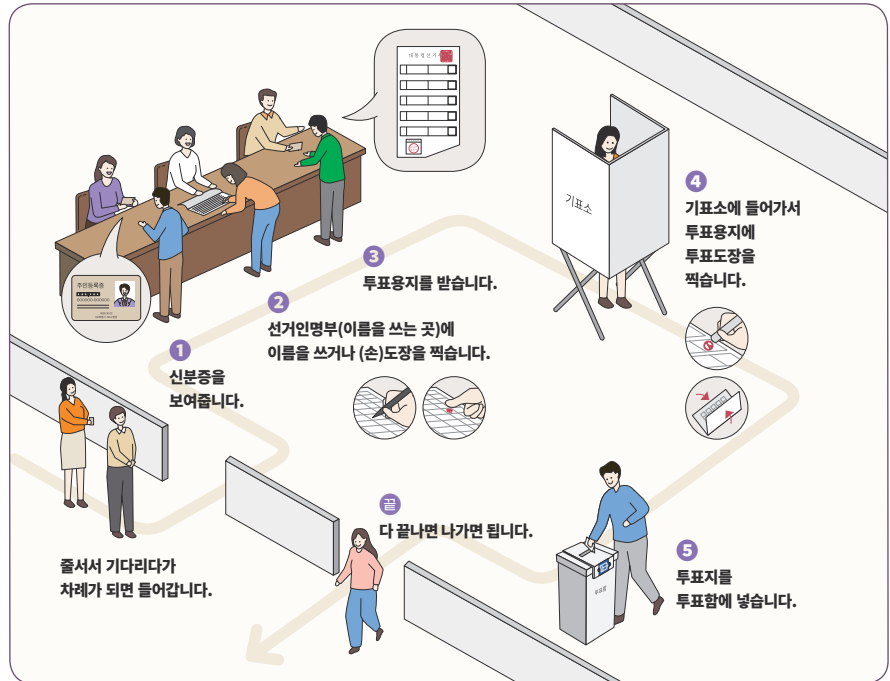 줄서서 기다리다가
차례가 되면 들어갑니다.
1
신분증을
보여줍니다.
주민등록증
2
선거인명부(이름을 쓰는 곳)에
이름을 쓰거나 (손)도장을 찍습니다.
3
투표용지를 받습니다.
4
기표소에 들어가서
투표용지에
투표도장을
찍습니다.
기표소
5
투표지를
투표함에 넣습니다.
투표함
끝
다 끝나면 나가면 됩니다.